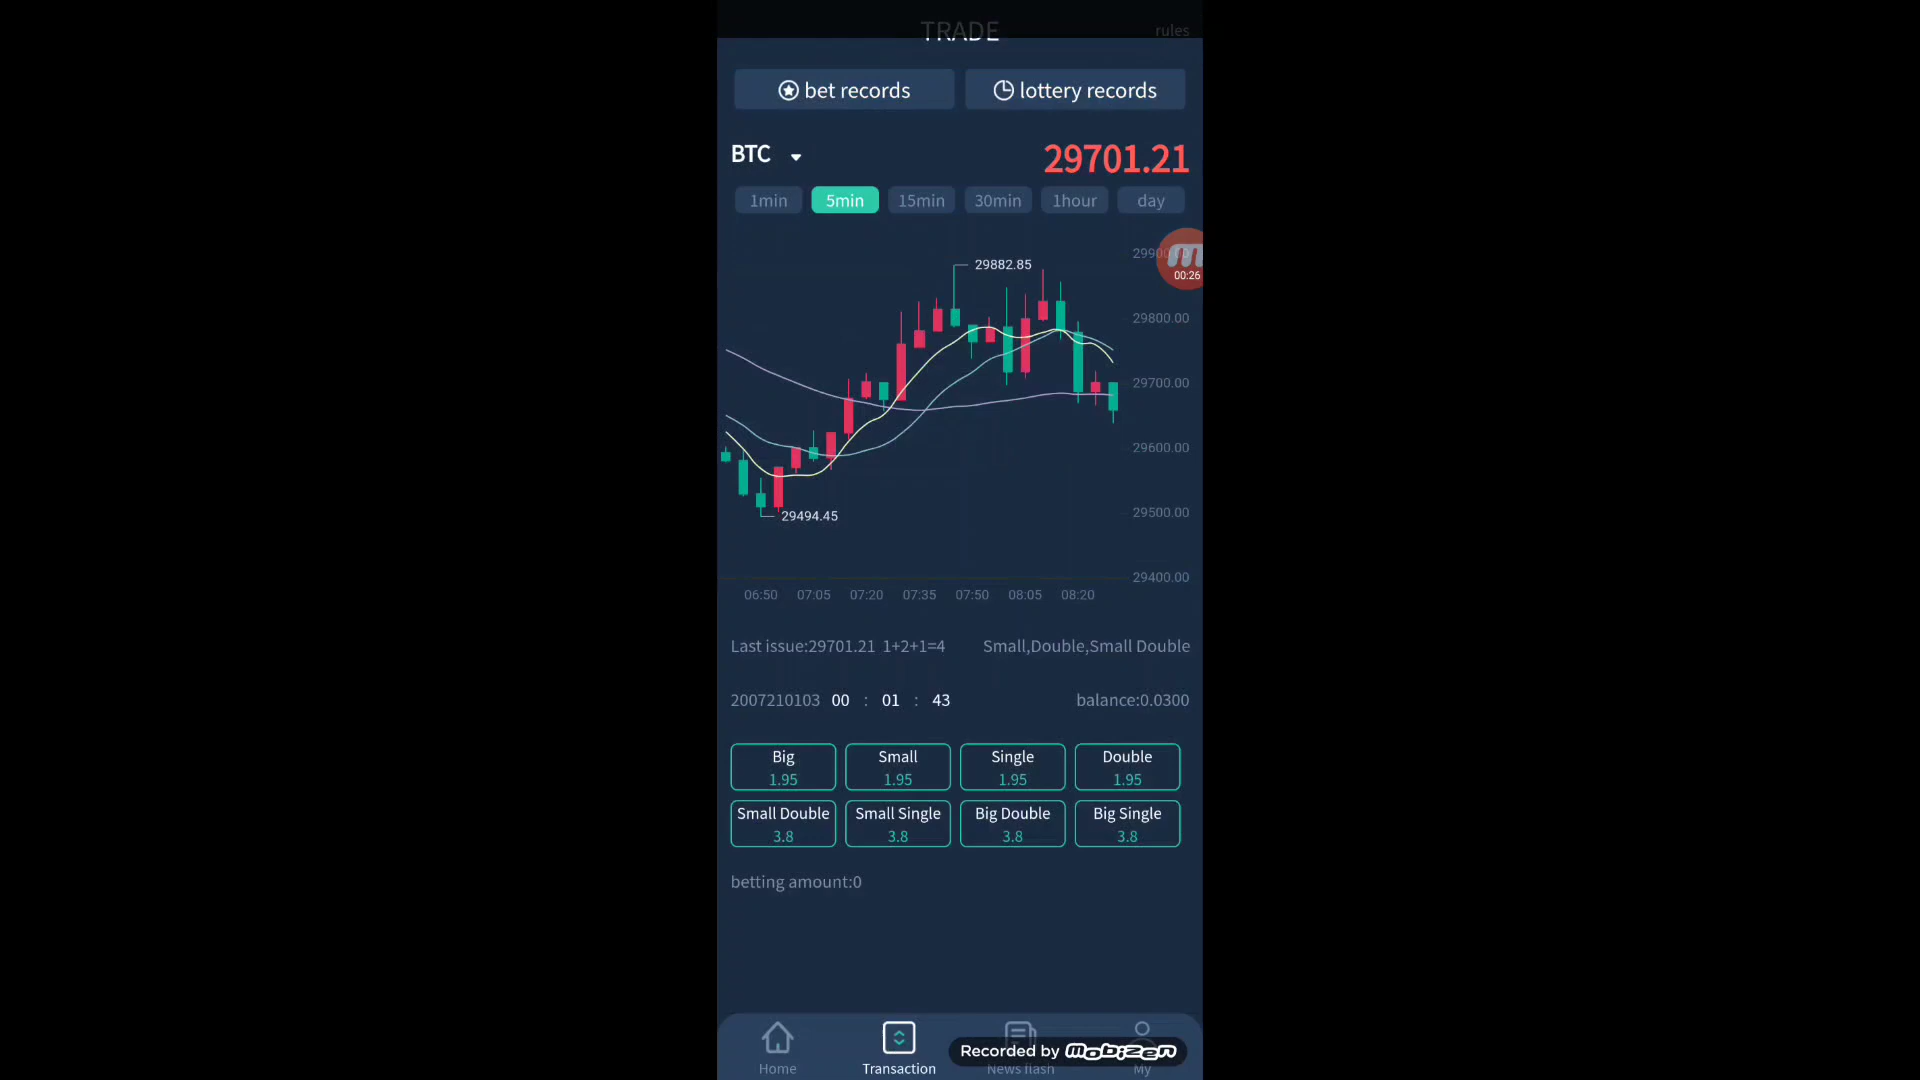 TRADE
rules
bet records
lottery records
BTC
29701.21
1min
5min
15min
30min
1hour
day
29900.00
00:26
29882.85
29800.00
29700.00
29600.00
29494.45
29500.00
29400.00
06:50 07:05 07:20 07:35 07:50 08:05 08:20
Last issue:29701.21 1+2+1=4
Small,Double,Small Double
2007210103 00 : 01 : 43
balance:0.0300
Big
1.95
Small
1.95
Single
1.95
Double
1.95
Small Double
3.8
Small Single
3.8
Big Double
3.8
Big Single
3.8
betting amount:0
Recorded by Mobizen
Home
Transaction
News flash
My